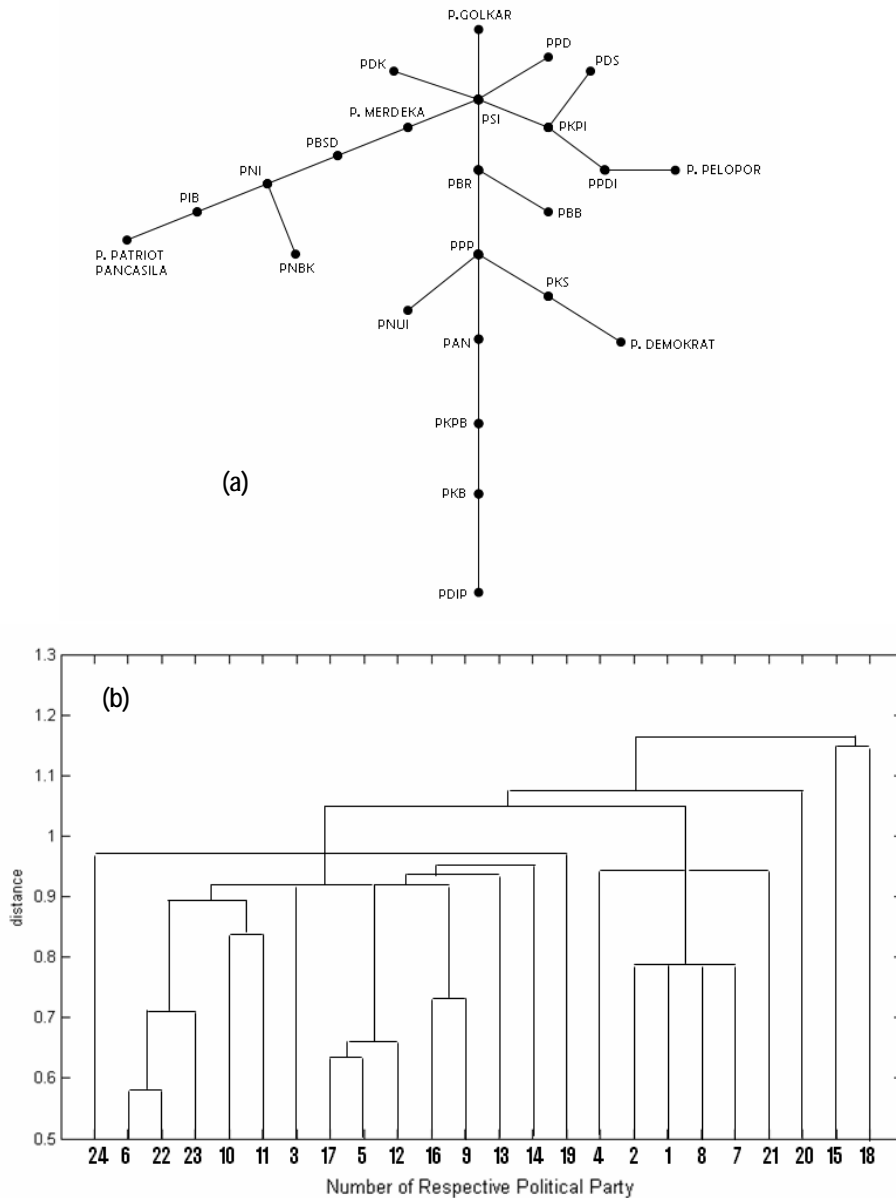 P.GOLKAR
PPD
PDK
PDS
P. MERDEKA
PSI
PKPI
PBSD
PNI
PBR
PPDI
P. PELOPOR
PIB
PBB
P. PATRIOT
PANCASILA
PNBK
PPP
PKS
PNUI
PAN
P. DEMOKRAT
PKPB
(a)
PKB
PDIP
(b)
1.3
1.2
1.1
1
0.9
0.8
0.7
0.6
0.5
distance
24 6 22 23 10 11 3 17 5 12 16 9 13 14 19 4 2 1 8 7 21 20 15 18
Number of Respective Political Party